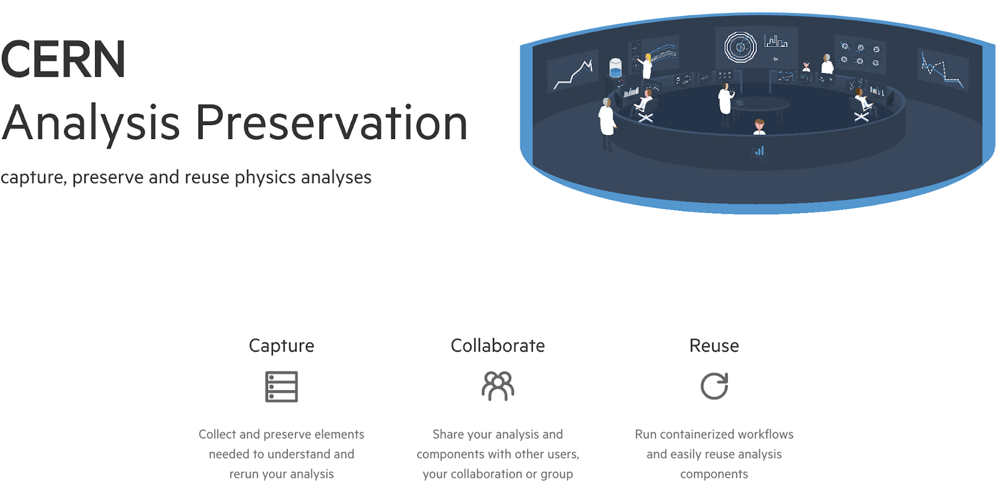 CERN
Analysis Preservation
capture, preserve and reuse physics analyses
Capture
Collect and preserve elements
needed to understand and
rerun your analysis
Collaborate
Share your analysis and
components with other users,
your collaboration or group
Reuse
Run containerized workflows
and easily reuse analysis
components